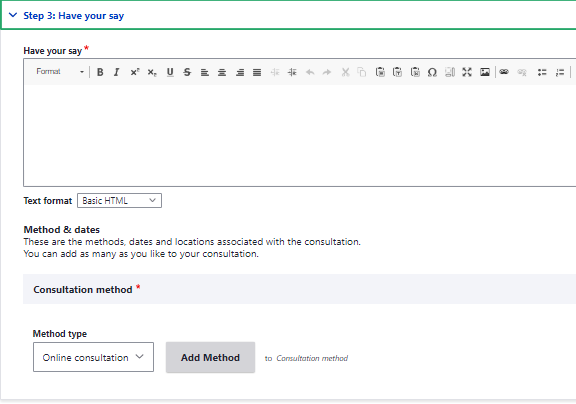 Step 3: Have your say
Have your say *
Format B I x² x₂ U S Ω
Text format Basic HTML
Method & dates
These are the methods, dates and locations associated with the consultation.
You can add as many as you like to your consultation.
Consultation method *
Method type
Online consultation Add Method to Consultation method